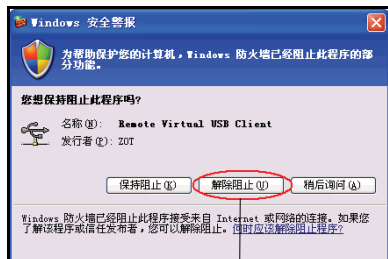 Windows 安全警报
为帮助保护您的计算机，Windows 防火墙已经阻止此程序的部
分功能。
您想保持阻止此程序吗?
名称(N): Remote Virtual USB Client
发行者(P): ZOT
保持阻止(K) 解除阻止(U) 稍后询问(A)
Windows 防火墙已经阻止此程序接受来自 Internet 或网络的连接。如果您
了解该程序或信任发布者，您可以解除阻止。何时应该解除阻止程序?